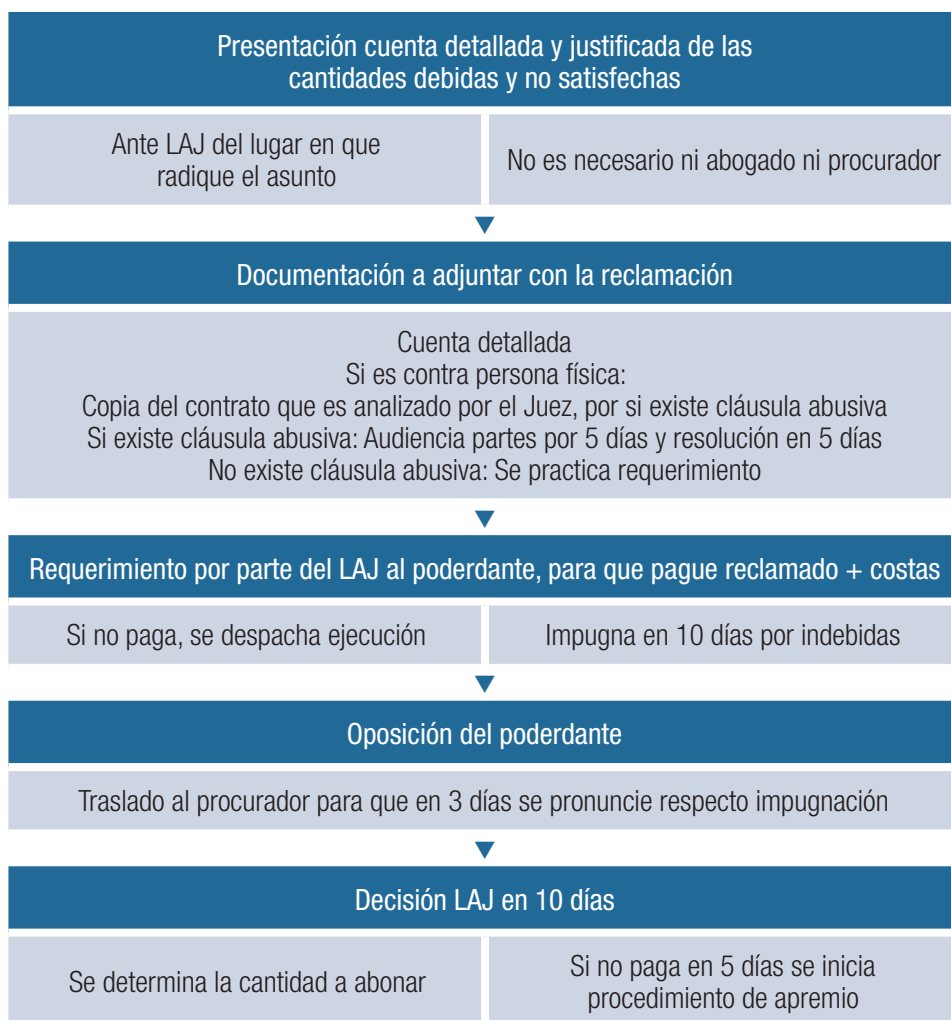 Presentación cuenta detallada y justificada de las
cantidades debidas y no satisfechas
Ante LAJ del lugar en que
radique el asunto
No es necesario ni abogado ni procurador
Documentación a adjuntar con la reclamación
Cuenta detallada
Si es contra persona física:
Copia del contrato que es analizado por el Juez, por si existe cláusula abusiva
Si existe cláusula abusiva: Audiencia partes por 5 días y resolución en 5 días
No existe cláusula abusiva: Se practica requerimiento
Requerimiento por parte del LAJ al poderdante, para que pague reclamado + costas
Si no paga, se despacha ejecución
Impugna en 10 días por indebidas
Oposición del poderdante
Traslado al procurador para que en 3 días se pronuncie respecto impugnación
Decisión LAJ en 10 días
Se determina la cantidad a abonar
Si no paga en 5 días se inicia
procedimiento de apremio